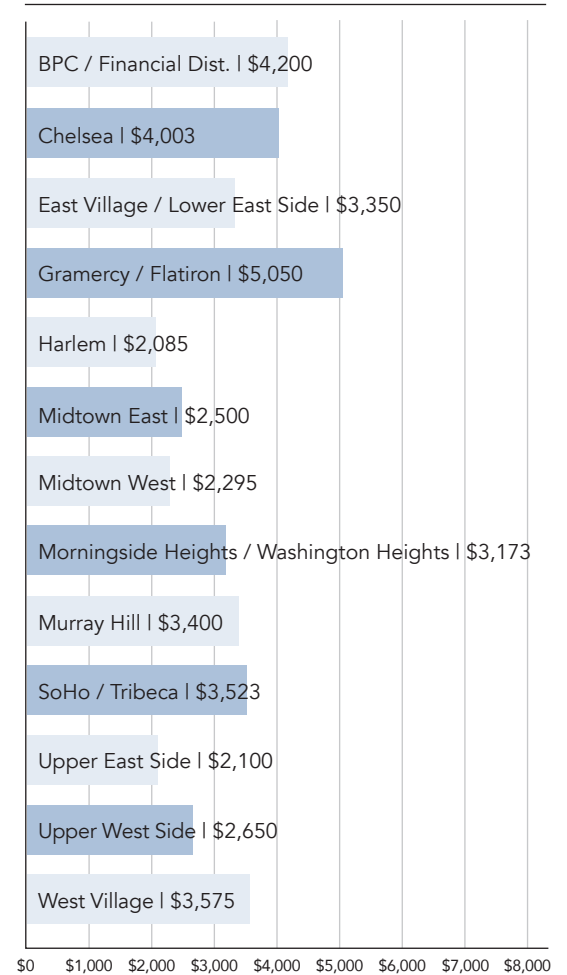 BPC / Financial Dist. | $4,200
Chelsea | $4,003
East Village / Lower East Side | $3,350
Gramercy / Flatiron | $5,050
Harlem | $2,085
Midtown East | $2,500
Midtown West | $2,295
Morningside Heights / Washington Heights | $3,173
Murray Hill | $3,400
SoHo / Tribeca | $3,523
Upper East Side | $2,100
Upper West Side | $2,650
West Village | $3,575
$0 $1,000 $2,000 $3,000 $4,000 $5,000 $6,000 $7,000 $8,000